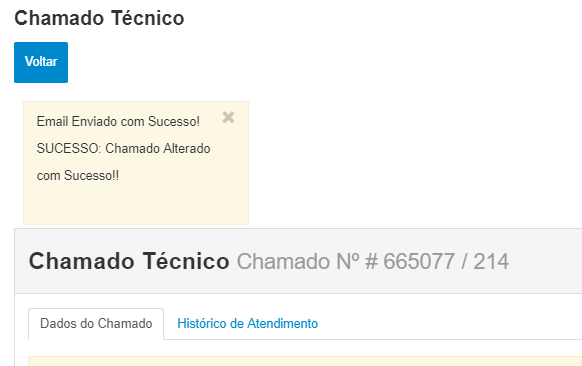 Chamado Técnico
Voltar
Email Enviado com Sucesso!
SUCESSO: Chamado Alterado
com Sucesso!!
Chamado Técnico Chamado Nº # 665077 / 214
Dados do Chamado
Histórico de Atendimento